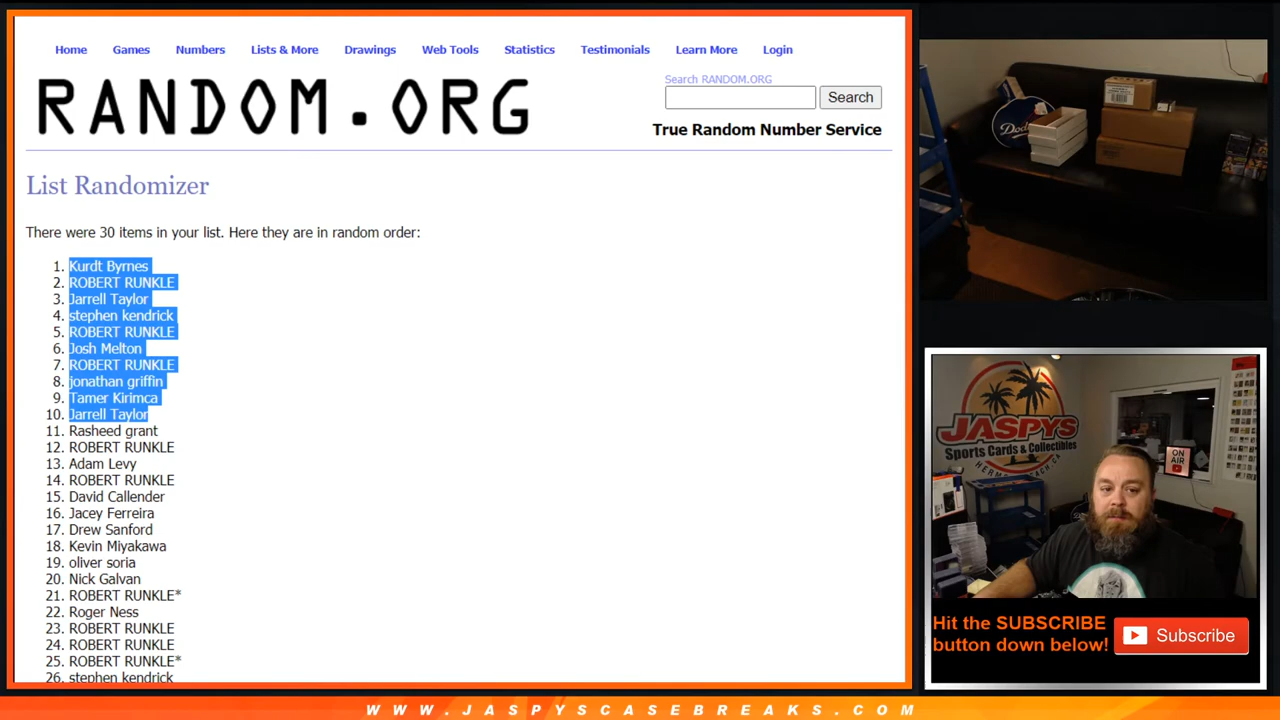 Home Games Numbers Lists & More Drawings Web Tools Statistics Testimonials Learn More Login
RANDOM.ORG
Search RANDOM.ORG
Search
True Random Number Service
List Randomizer
There were 30 items in your list. Here they are in random order:
1. Kurdt Byrnes
2. ROBERT RUNKLE
3. Jarrell Taylor
4. stephen kendrick
5. ROBERT RUNKLE
6. Josh Melton
7. ROBERT RUNKLE
8. jonathan griffin
9. Tamer Kirimca
10. Jarrell Taylor
11. Rasheed grant
12. ROBERT RUNKLE
13. Adam Levy
14. ROBERT RUNKLE
15. David Callender
16. Jacey Ferreira
17. Drew Sanford
18. Kevin Miyakawa
19. oliver soria
20. Nick Galvan
21. ROBERT RUNKLE*
22. Roger Ness
23. ROBERT RUNKLE
24. ROBERT RUNKLE
25. ROBERT RUNKLE*
26. stephen kendrick
JASPYS
Sports Cards & Collectibles
ON
AIR
Hit the SUBSCRIBE
button down below!
Subscribe
WWW.JASPYSCASEBREAKS.COM